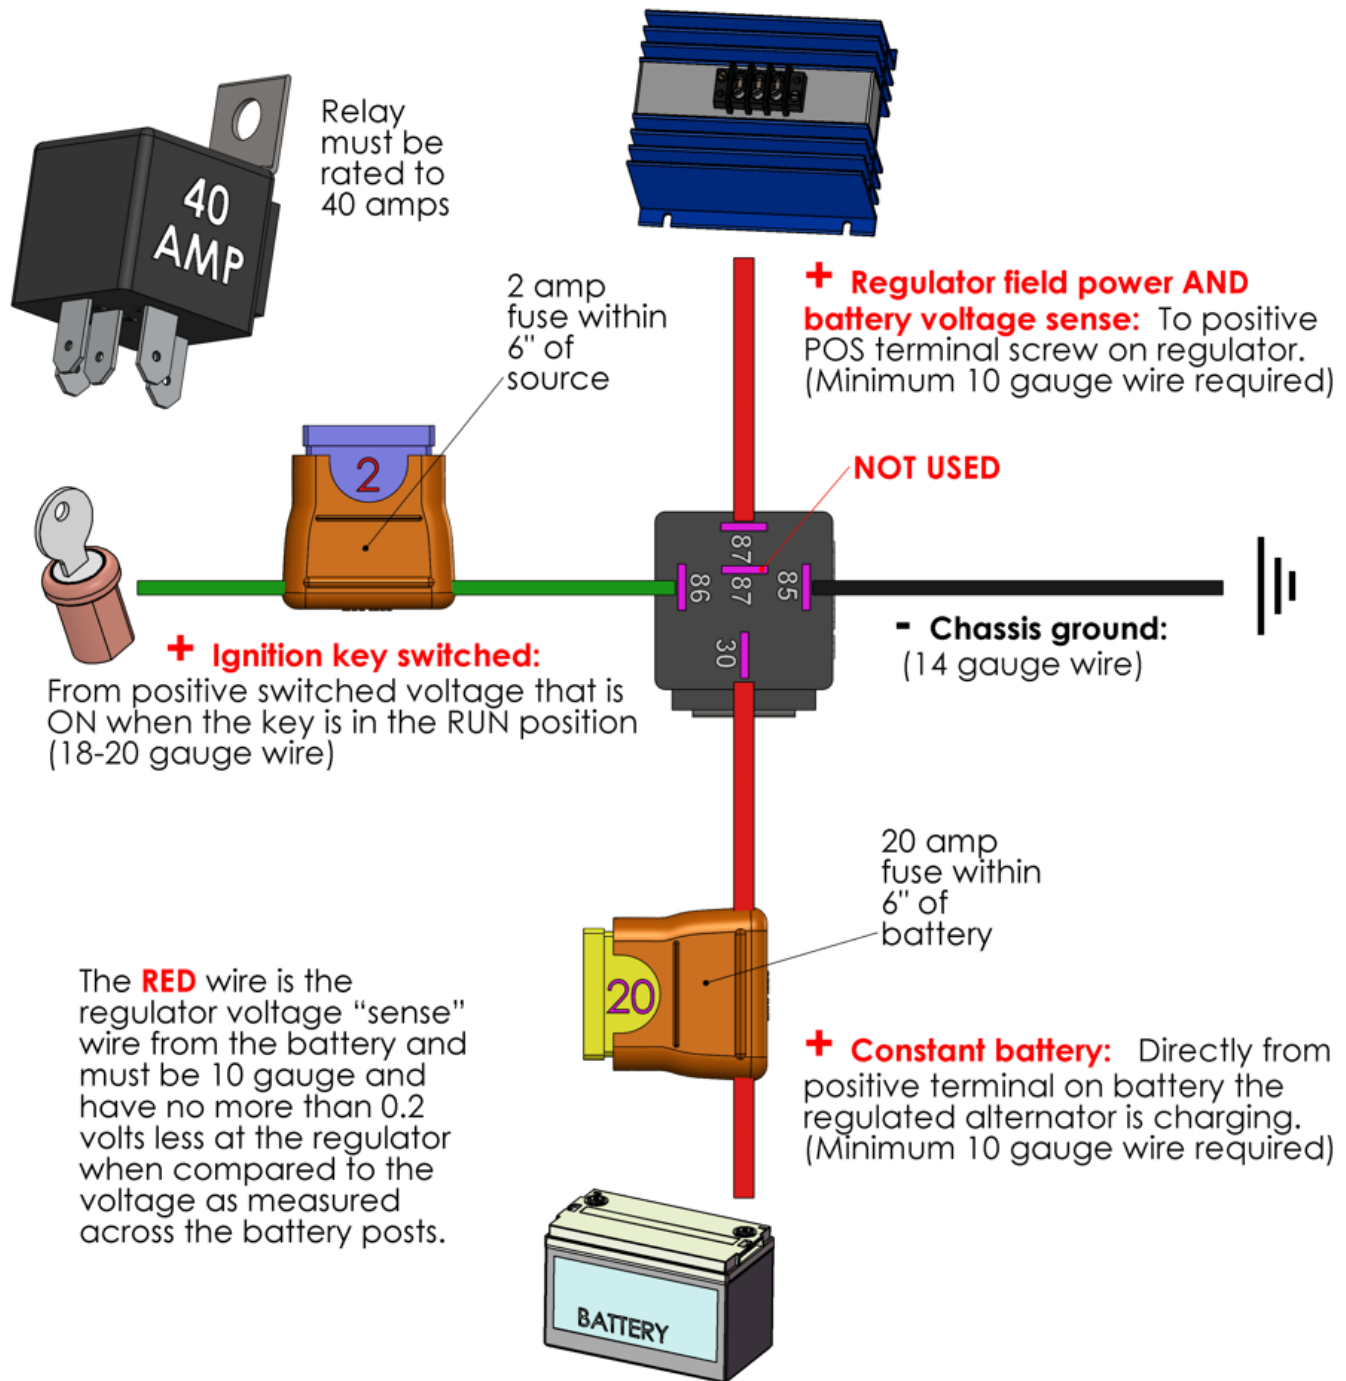 40
AMP
Relay
must be
rated to
40 amps
2 amp
fuse within
6" of
source
+ Regulator field power AND
battery voltage sense: To positive
POS terminal screw on regulator.
(Minimum 10 gauge wire required)
2
NOT USED
87
87
86
85
30
+ Ignition key switched:
From positive switched voltage that is
ON when the key is in the RUN position
(18-20 gauge wire)
- Chassis ground:
(14 gauge wire)
20 amp
fuse within
6" of
battery
20
The RED wire is the
regulator voltage “sense”
wire from the battery and
must be 10 gauge and
have no more than 0.2
volts less at the regulator
when compared to the
voltage as measured
across the battery posts.
+ Constant battery: Directly from
positive terminal on battery the
regulated alternator is charging.
(Minimum 10 gauge wire required)
BATTERY